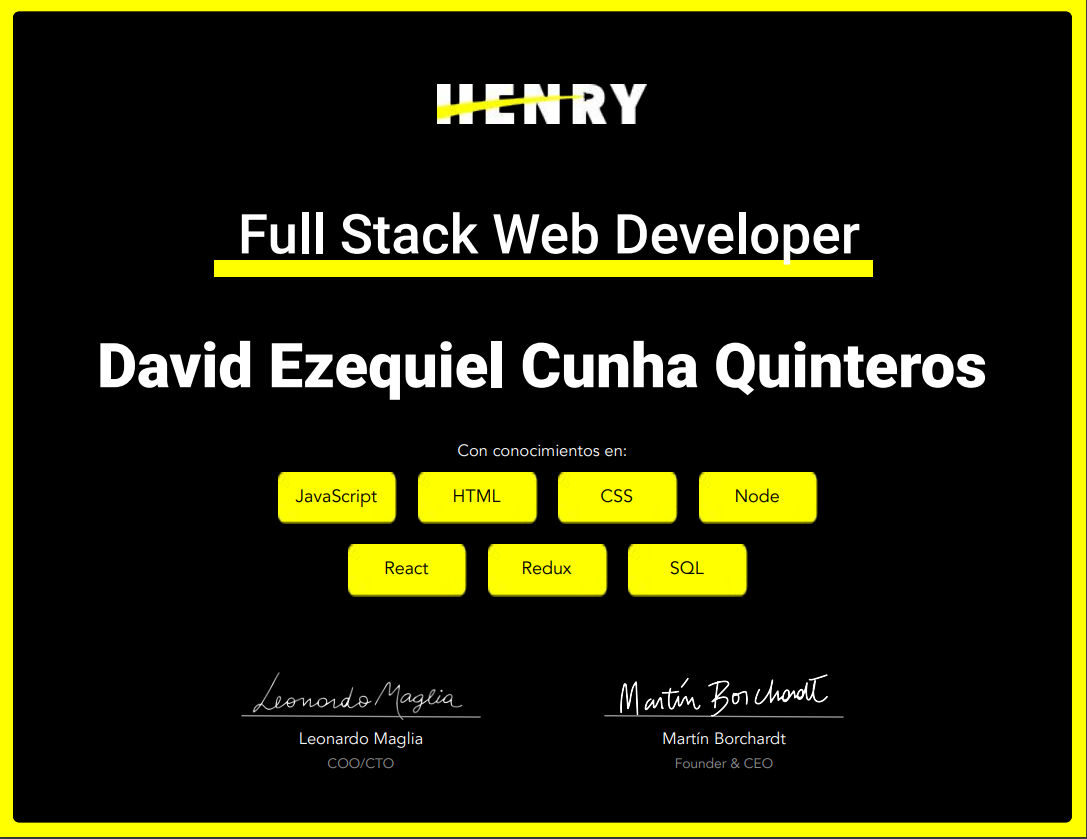 HENRY
Full Stack Web Developer
David Ezequiel Cunha Quinteros
Con conocimientos en:
JavaScript HTML CSS Node
React Redux SQL
Leonardo Maglia Martín Borchardt
Leonardo Maglia Martín Borchardt
COO/CTO Founder & CEO